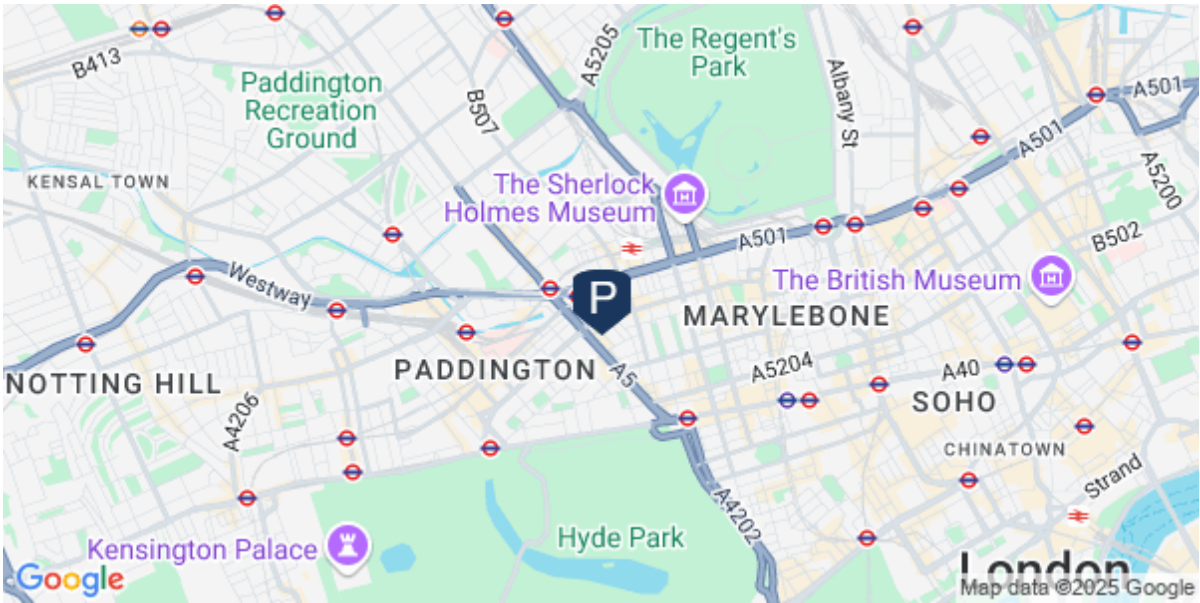 B413
A5205
The Regent's
Park
Paddington
Recreation
Ground
B507
Albany St
A501
A501
A5200
KENSAL TOWN
The Sherlock
Holmes Museum
A501
B502
Westway
The British Museum
P
MARYLEBONE
PADDINGTON
A5
A5204
A40
NOTTING HILL
SOHO
A4206
CHINATOWN
Strand
A4202
Hyde Park
Kensington Palace
London
Google
Map data ©2025 Google